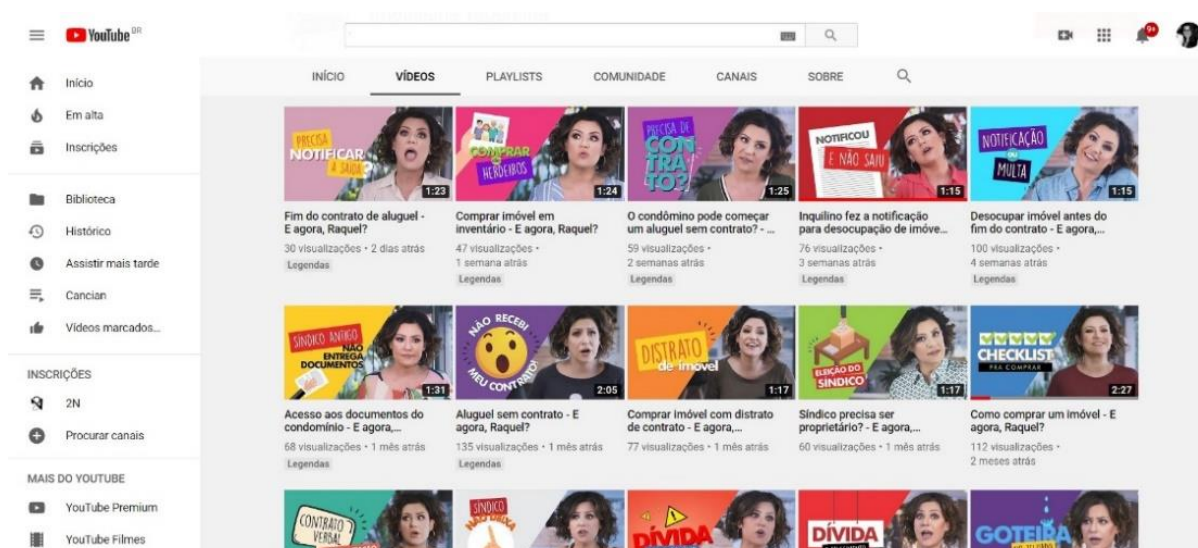 YouTube BR
9+
Início
Em alta
Inscrições
Biblioteca
Histórico
Assistir mais tarde
Cancian
Vídeos marcados...
INSCRIÇÕES
2N
Procurar canais
MAIS DO YOUTUBE
YouTube Premium
YouTube Filmes
INÍCIO VÍDEOS PLAYLISTS COMUNIDADE CANAIS SOBRE
PRECISA
NOTIFICAR
A SAÍDA?
1:23
Fim do contrato de aluguel -
E agora, Raquel?
30 visualizações • 2 dias atrás
Legendas
COMPRAR
HERDEIROS
1:24
Comprar imóvel em
inventário - E agora, Raquel?
47 visualizações •
1 semana atrás
Legendas
PRECISA DE
CON
TRA
TO?
1:25
O condômino pode começar
um aluguel sem contrato? - ...
59 visualizações •
2 semanas atrás
Legendas
NOTIFICOU
E NÃO SAIU
1:15
Inquilino fez a notificação
para desocupação de imóve...
76 visualizações •
3 semanas atrás
Legendas
NOTIFICAÇÃO
OU
MULTA
1:15
Desocupar imóvel antes do
fim do contrato - E agora,...
100 visualizações •
4 semanas atrás
Legendas
SÍNDICO ANTIGO
NÃO
ENTREGA
DOCUMENTOS
1:31
Acesso aos documentos do
condomínio - E agora,...
68 visualizações • 1 mês atrás
Legendas
NÃO RECEBI
MEU CONTRATO!
2:05
Aluguel sem contrato - E
agora, Raquel?
135 visualizações • 1 mês atrás
Legendas
DISTRATO
de imovel
1:17
Comprar imóvel com distrato
de contrato - E agora,...
77 visualizações • 1 mês atrás
ELEIÇÃO DO
SÍNDICO
1:17
Síndico precisa ser
proprietário? - E agora,...
60 visualizações • 1 mês atrás
CHECKLIST
PRA COMPRAR
2:27
Como comprar um imóvel - E
agora, Raquel?
112 visualizações •
2 meses atrás
CONTRATO
VERBAL
SÍNDICO
DÍVIDA
DÍVIDA
GOTEIRA